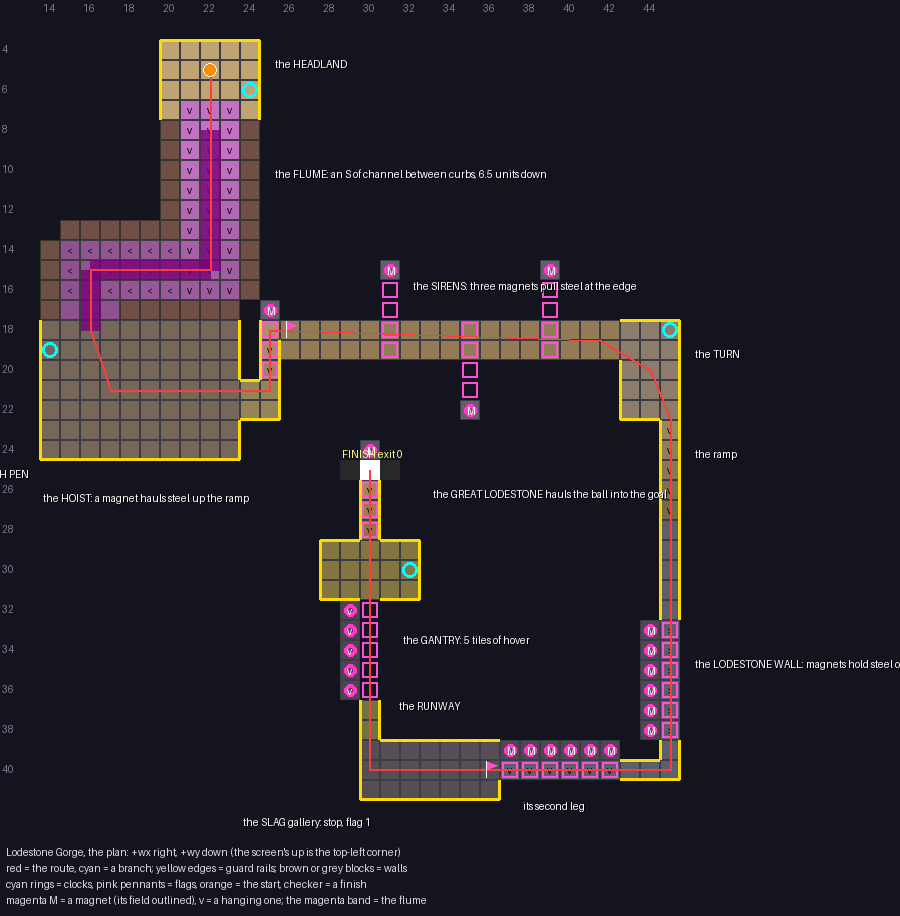 14 16 18 20 22 24 26 28 30 32 34 36 38 40 42 44
4
the HEADLAND
6
8
10
the FLUME: an S of channel between curbs, 6.5 units down
12
14
16
the SIRENS: three magnets pull steel at the edge
18
the TURN
20
22
24
FINISH exit 0
the ramp
H PEN
26
the HOIST: a magnet hauls steel up the ramp
the GREAT LODESTONE hauls the ball into the goal
28
30
32
the GANTRY: 5 tiles of hover
34
the LODESTONE WALL: magnets hold steel o
36
the RUNWAY
38
40
its second leg
the SLAG gallery: stop, flag 1
Lodestone Gorge, the plan: +wx right, +wy down (the screen's up is the top-left corner)
red = the route, cyan = a branch; yellow edges = guard rails; brown or grey blocks = walls
cyan rings = clocks, pink pennants = flags, orange = the start, checker = a finish
magenta M = a magnet (its field outlined), v = a hanging one; the magenta band = the flume